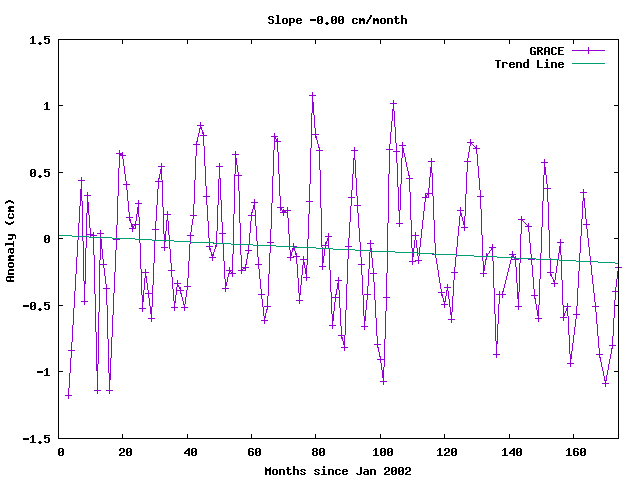 Slope -0.00 cm/month
GRACE
Trend Line
1.5
1
0.5
0
-0.5
-1
-1.5
Anomaly (cm)
0 20 40 60 80 100 120 140 160
Months since Jan 2002